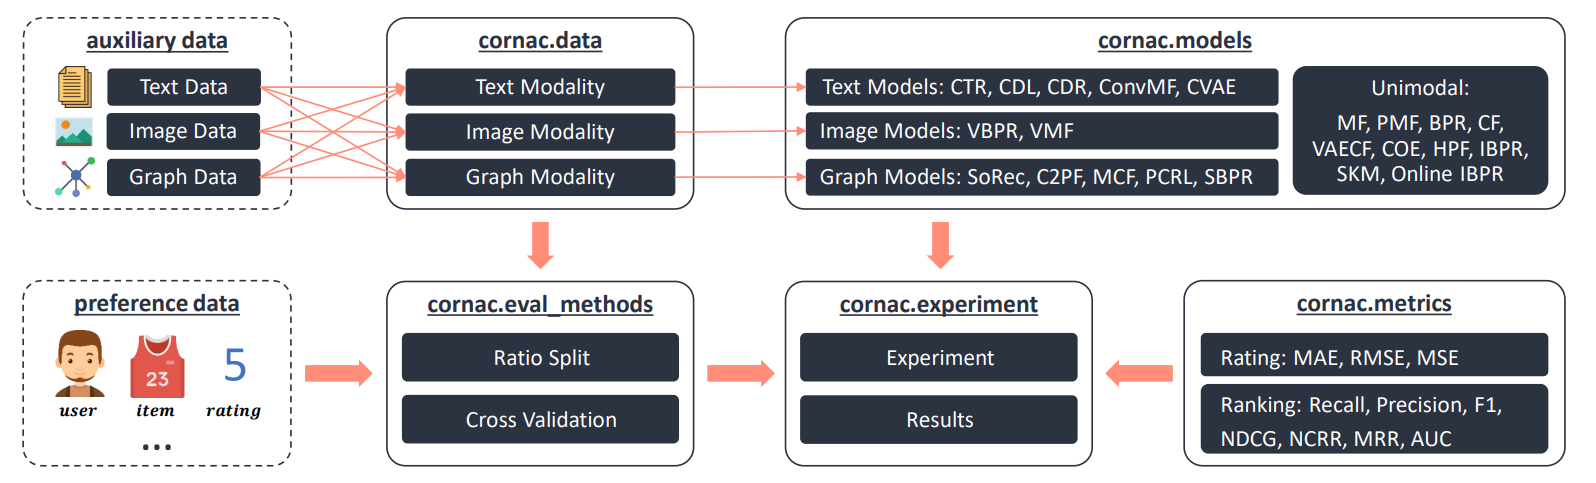 auxiliary data
Text Data
Image Data
Graph Data
cornac.data
Text Modality
Image Modality
Graph Modality
cornac.models
Text Models: CTR, CDL, CDR, ConvMF, CVAE
Image Models: VBPR, VMF
Graph Models: SoRec, C2PF, MCF, PCRL, SBPR
Unimodal:
MF, PMF, BPR, CF,
VAECF, COE, HPF, IBPR,
SKM, Online IBPR
preference data
23
5
user item rating
...
cornac.eval_methods
Ratio Split
Cross Validation
cornac.experiment
Experiment
Results
cornac.metrics
Rating: MAE, RMSE, MSE
Ranking: Recall, Precision, F1,
NDCG, NCRR, MRR, AUC